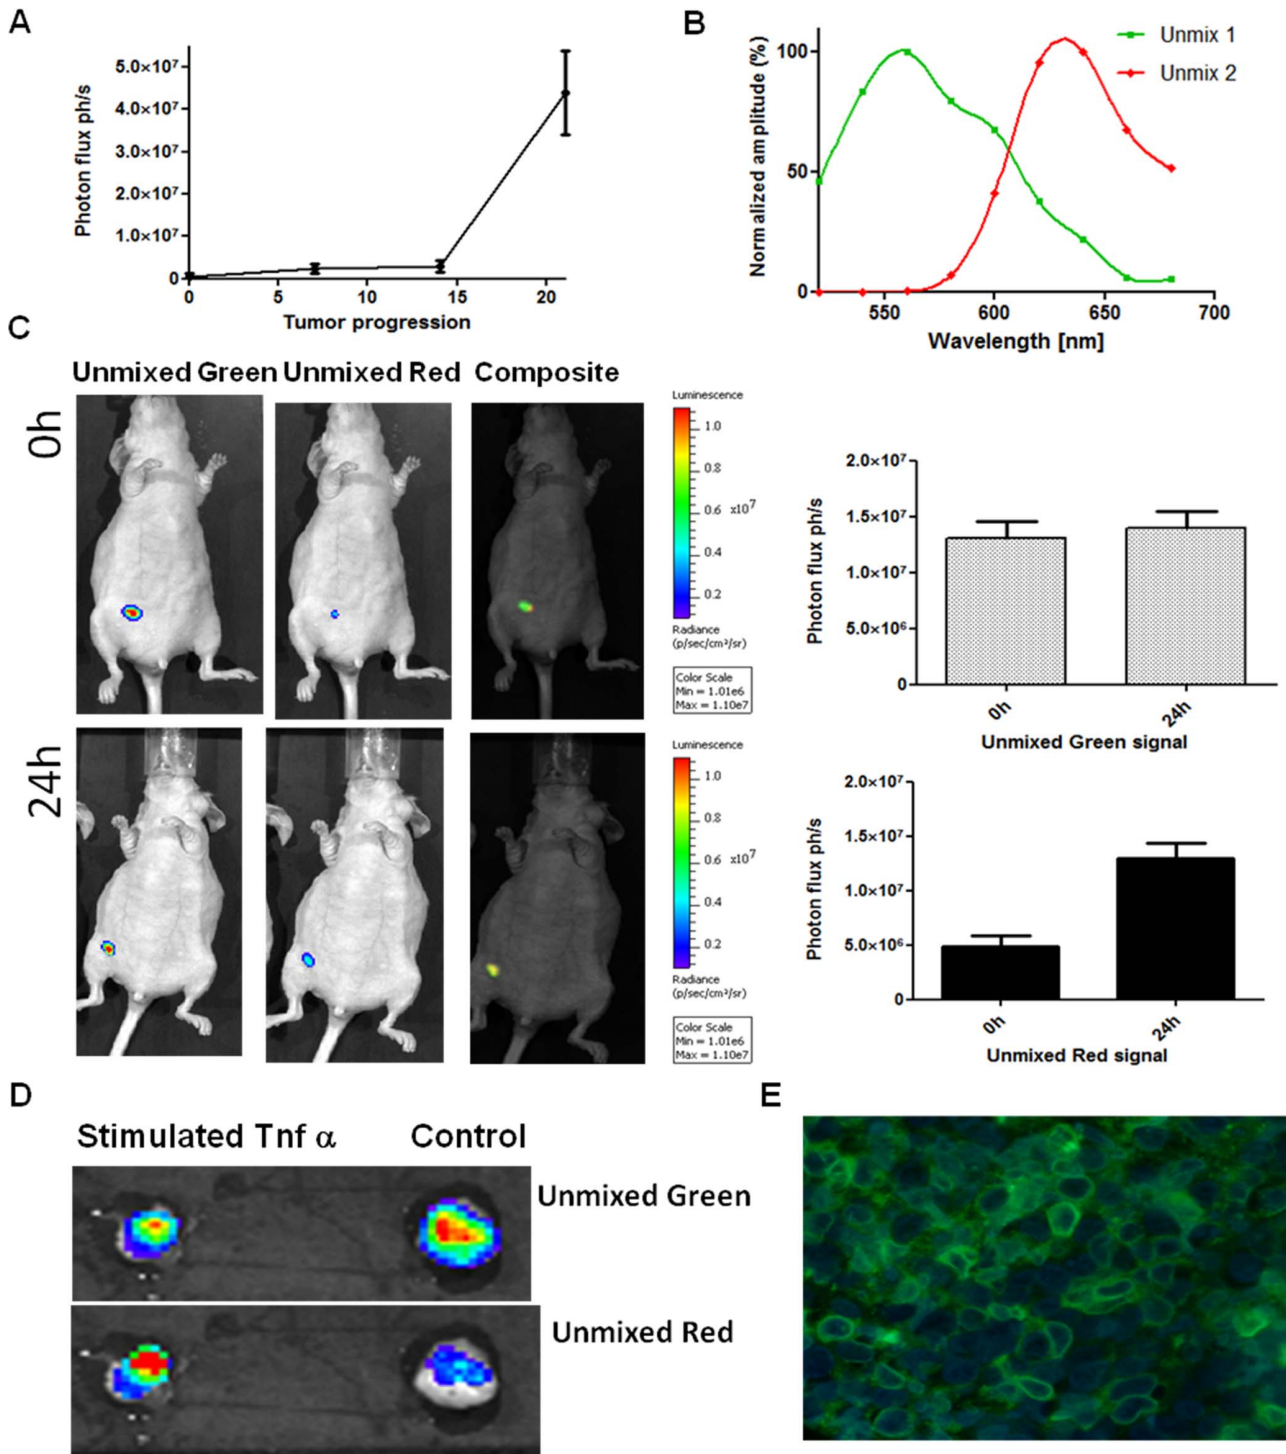 A
Photon flux ph/s
5.0×10⁷
4.0×10⁷
3.0×10⁷
2.0×10⁷
1.0×10⁷
0
0 5 10 15 20
Tumor progression
B
Normalized amplitude (%)
100
50
0
550 600 650 700
Wavelength [nm]
Unmix 1
Unmix 2
C
Unmixed Green Unmixed Red Composite
0h
Luminescence
1.0
0.8
0.6 x10⁷
0.4
0.2
Radiance
(p/sec/cm²/sr)
Color Scale
Min = 1.01e6
Max = 1.10e7
24h
Luminescence
1.0
0.8
0.6 x10⁷
0.4
0.2
Radiance
(p/sec/cm²/sr)
Color Scale
Min = 1.01e6
Max = 1.10e7
Photon flux ph/s
2.0×10⁷
1.5×10⁷
1.0×10⁷
5.0×10⁶
0
0h 24h
Unmixed Green signal
Photon flux ph/s
2.0×10⁷
1.5×10⁷
1.0×10⁷
5.0×10⁶
0
0h 24h
Unmixed Red signal
D
Stimulated Tnf α Control
Unmixed Green
Unmixed Red
E